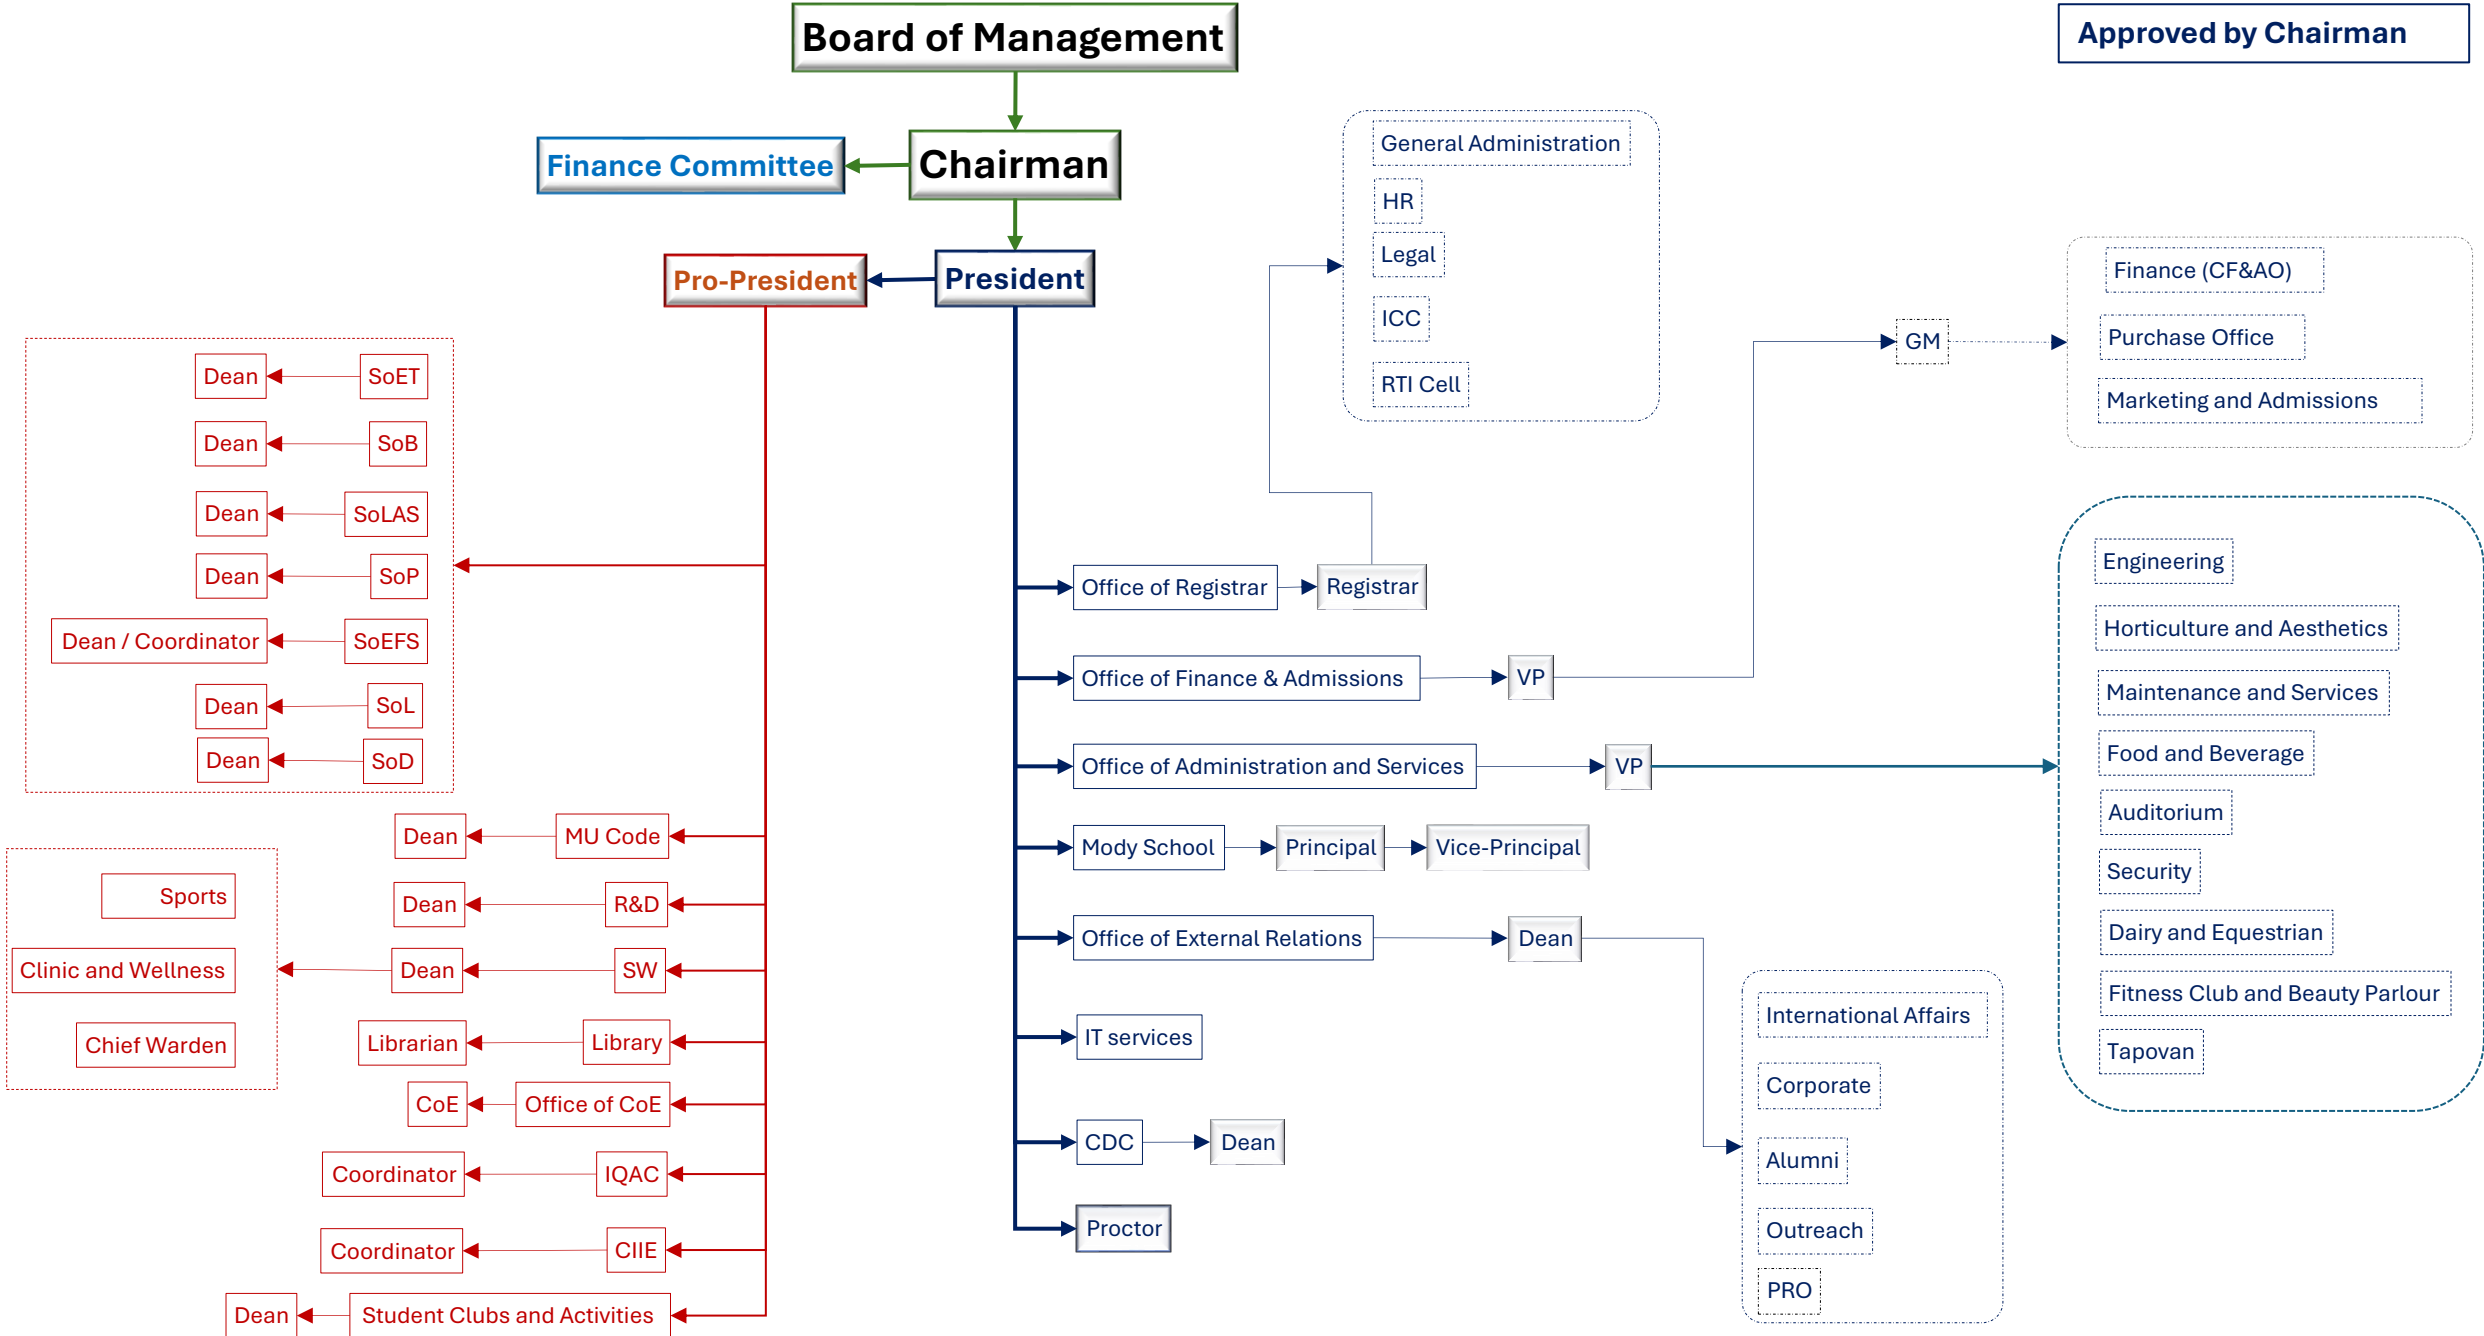 Board of Management
Approved by Chairman
Finance Committee
Chairman
Pro-President
President
Dean
SoET
Dean
SoB
Dean
SoLAS
Dean
SoP
Dean / Coordinator
SoEFS
Dean
SoL
Dean
SoD
Dean
MU Code
Dean
R&D
Dean
SW
Sports
Clinic and Wellness
Chief Warden
Librarian
Library
CoE
Office of CoE
Coordinator
IQAC
Coordinator
CIIE
Dean
Student Clubs and Activities
Office of Registrar
Registrar
General Administration
HR
Legal
ICC
RTI Cell
Office of Finance & Admissions
VP
GM
Finance (CF&AO)
Purchase Office
Marketing and Admissions
Office of Administration and Services
VP
Engineering
Horticulture and Aesthetics
Maintenance and Services
Food and Beverage
Auditorium
Security
Dairy and Equestrian
Fitness Club and Beauty Parlour
Tapovan
Mody School
Principal
Vice-Principal
Office of External Relations
Dean
International Affairs
Corporate
Alumni
Outreach
PRO
IT services
CDC
Dean
Proctor